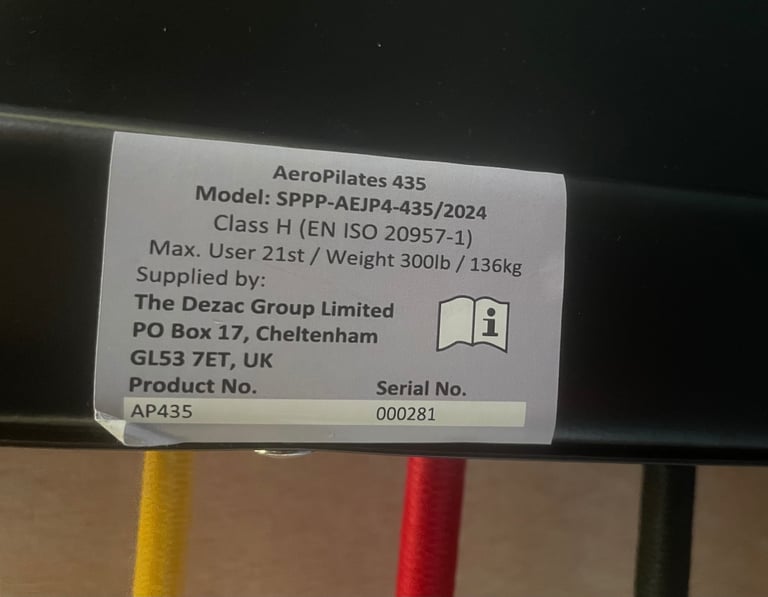 AeroPilates 435
Model: SPPP-AEJP4-435/2024
Class H (EN ISO 20957-1)
Max. User 21st / Weight 300lb / 136kg
Supplied by:
The Dezac Group Limited
PO Box 17, Cheltenham
GL53 7ET, UK
Product No. Serial No.
AP435 000281